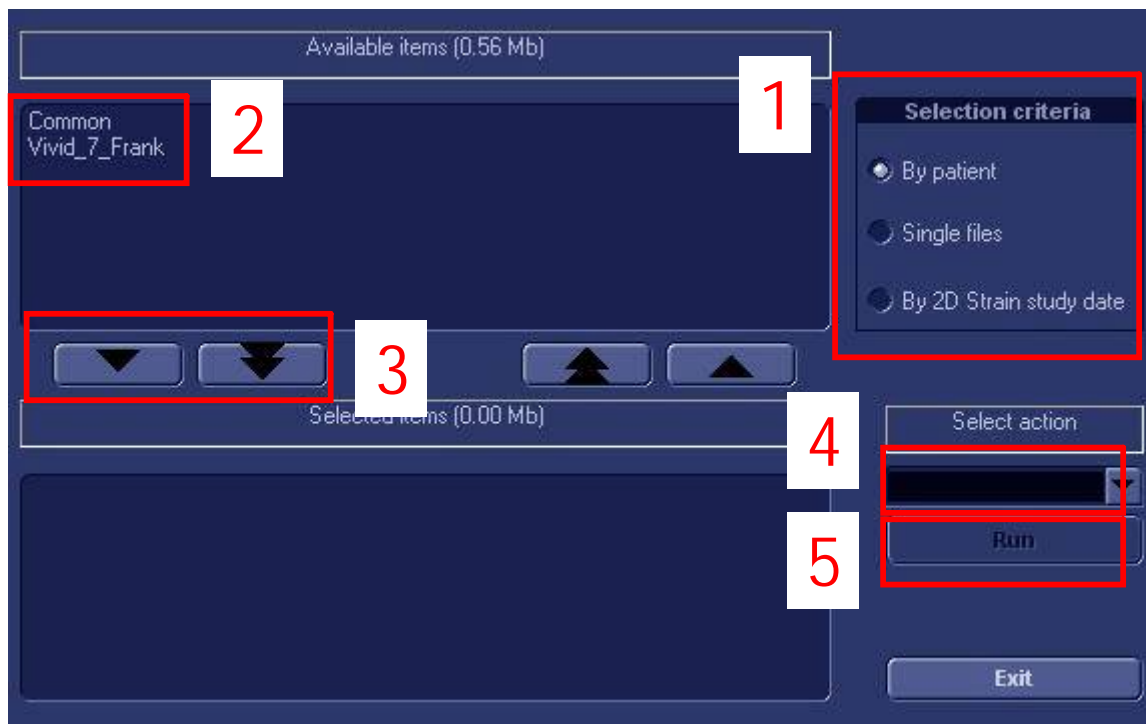 Available items (0.56 Mb)
1
Selection criteria
2
Common
Vivid_7_Frank
By patient
Single files
By 2D Strain study date
3
Selected items (0.00 Mb)
4
Select action
5
Run
Exit